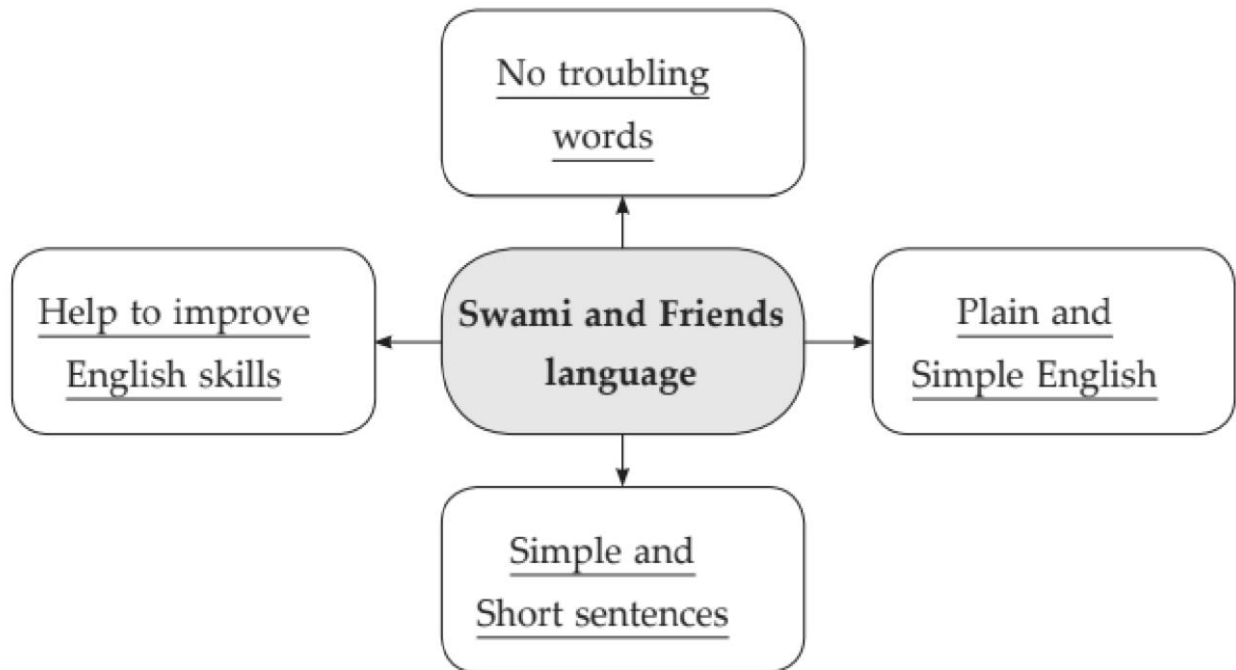 No troubling
words
Help to improve
English skills
Swami and Friends
language
Plain and
Simple English
Simple and
Short sentences